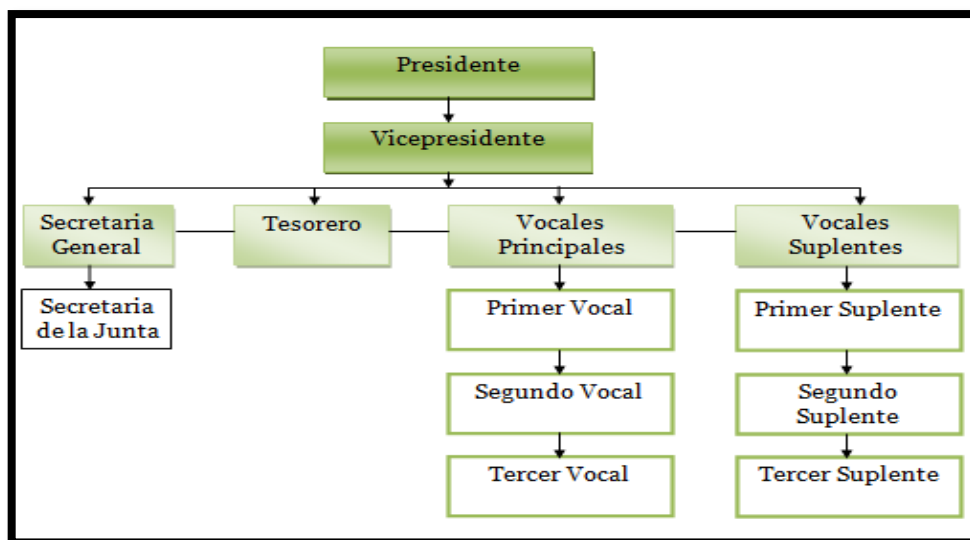 Presidente
Vicepresidente
Secretaria
General
Tesorero
Vocales
Principales
Vocales
Suplentes
Secretaria
de la Junta
Primer Vocal
Primer Suplente
Segundo Vocal
Segundo
Suplente
Tercer Vocal
Tercer Suplente